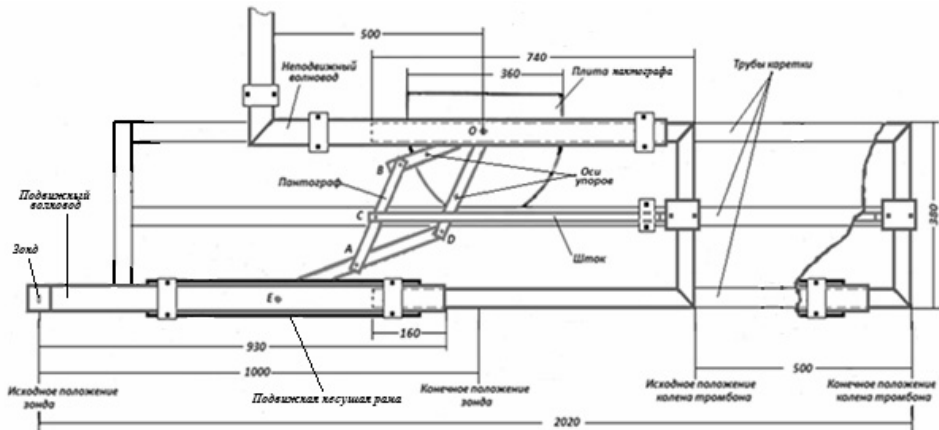 500
740
Неподвижный
волновод
360
Плита пантографа
Трубы каретки
O
B
Оси
упоров
Пантограф
Подвижный
волковод
C
380
Зонд
A
D
Шток
E
160
930
1000
500
Исходное положение
зонда
Подвижная несущая рама
Конечное положение
зонда
Исходное положение
колена тромбона
Конечное положение
колена тромбона
2020